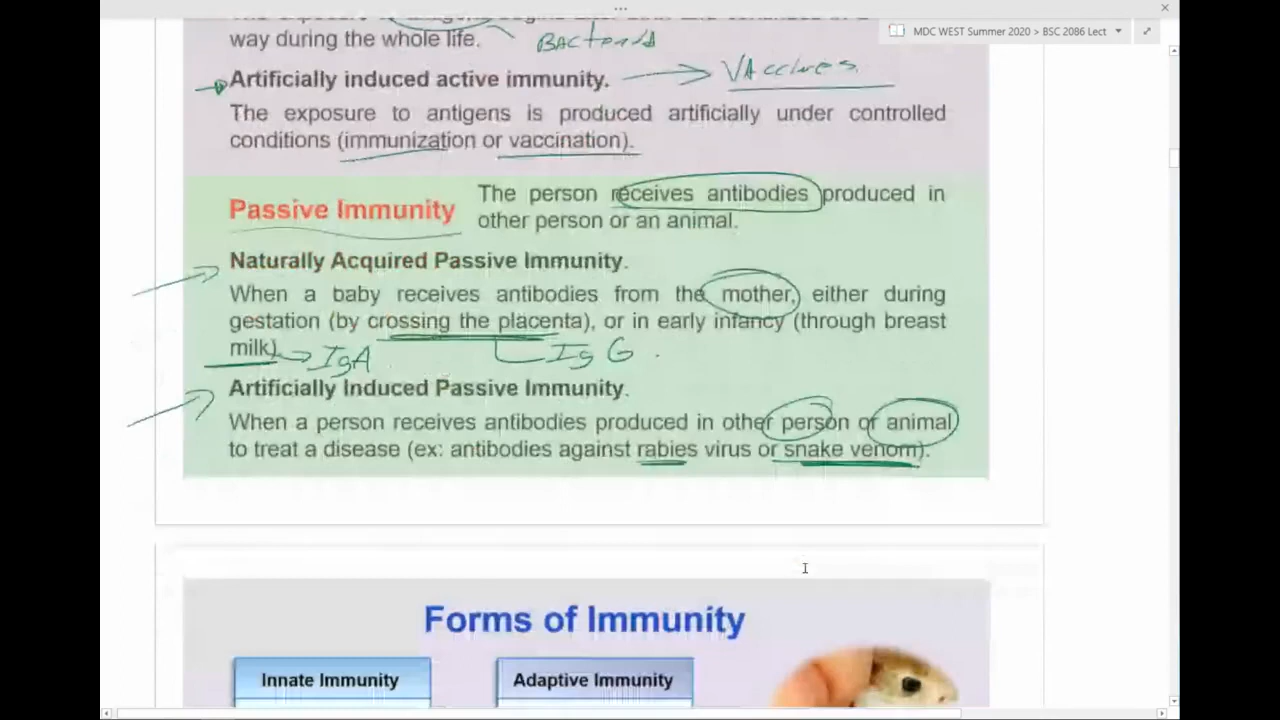 MDC WEST Summer 2020 > BSC 2086 Lect
way during the whole life.
BActeriA
Artificially induced active immunity.
VAccines.
The exposure to antigens is produced artificially under controlled
conditions (immunization or vaccination).
Passive Immunity
The person receives antibodies produced in
other person or an animal.
Naturally Acquired Passive Immunity.
When a baby receives antibodies from the mother, either during
gestation (by crossing the placenta), or in early infancy (through breast
milk)
IgA
IgG
Artificially Induced Passive Immunity.
When a person receives antibodies produced in other person or animal
to treat a disease (ex: antibodies against rabies virus or snake venom).
Forms of Immunity
Innate Immunity
Adaptive Immunity